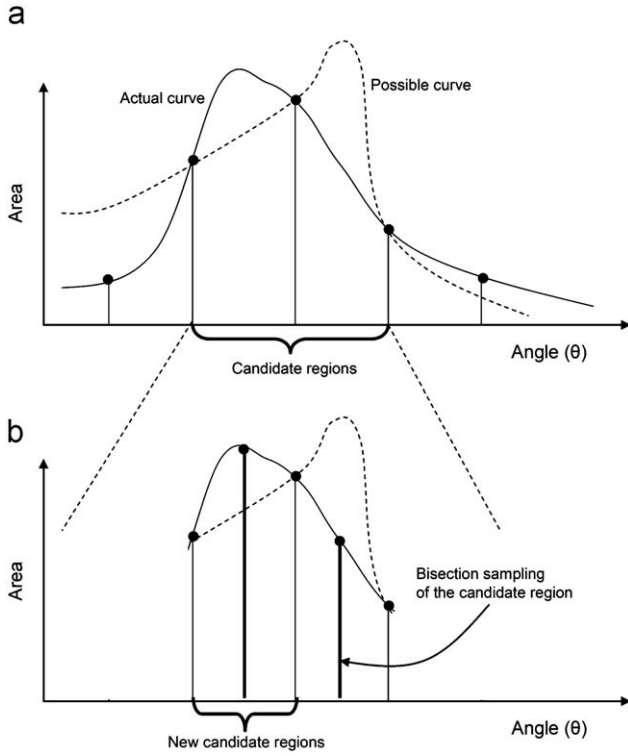 a
Actual curve
Possible curve
Area
Angle (θ)
Candidate regions
b
Area
Bisection sampling
of the candidate region
Angle (θ)
New candidate regions